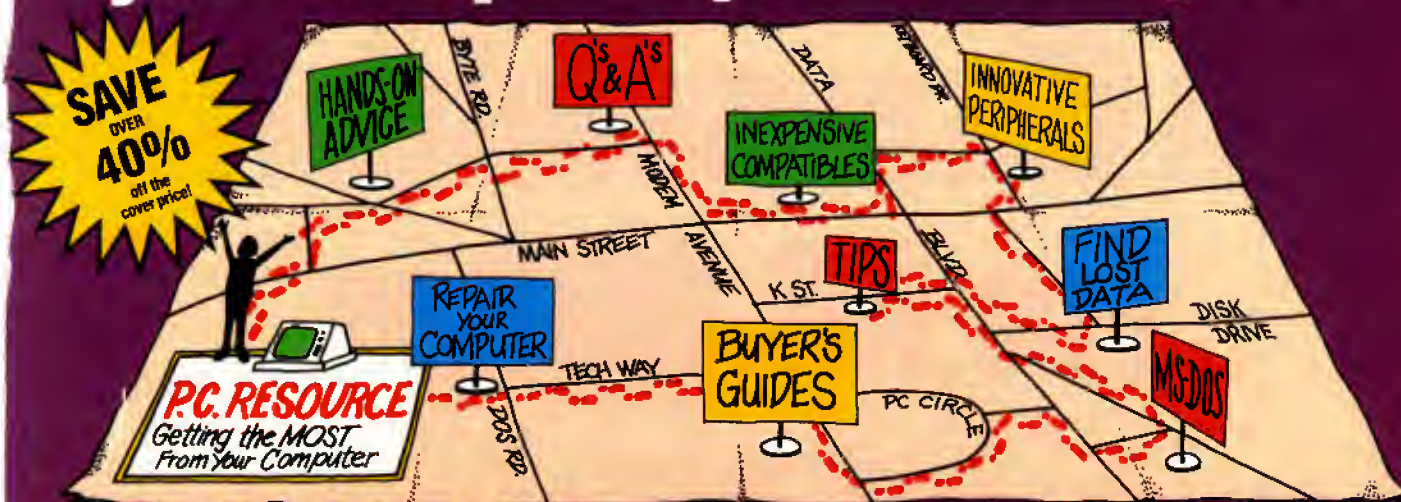 SAVE
OVER
40%
off the
cover price!
HANDS-ON
ADVICE
BYTE RD.
Q's
& A's
DATA
INEXPENSIVE
COMPATIBLES
INNOVATIVE
PERIPHERALS
MODEM
AVENUE
MAIN STREET
BLVD.
TIPS
K ST.
FIND
LOST
DATA
DISK
DRIVE
REPAIR
YOUR
COMPUTER
TECH WAY
DOS RD.
BUYER'S
GUIDES
PC CIRCLE
MS-DOS
P.C. RESOURCE
Getting the MOST
From Your Computer